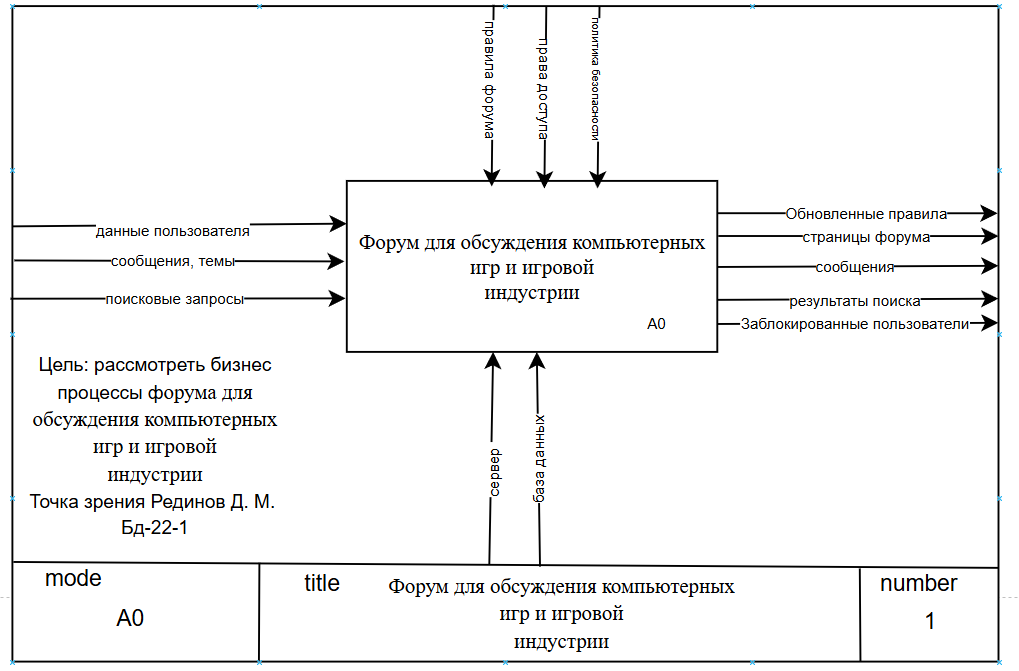 правила форума
права доступа
политика безопасности
данные пользователя
сообщения, темы
поисковые запросы
Форум для обсуждения компьютерных
игр и игровой
индустрии
A0
Обновленные правила
страницы форума
сообщения
результаты поиска
Заблокированные пользователи
сервер
база данных
Цель: рассмотреть бизнес
процессы форума для
обсуждения компьютерных
игр и игровой
индустрии
Точка зрения Рединов Д. М.
Бд-22-1
mode
A0
title
Форум для обсуждения компьютерных
игр и игровой
индустрии
number
1